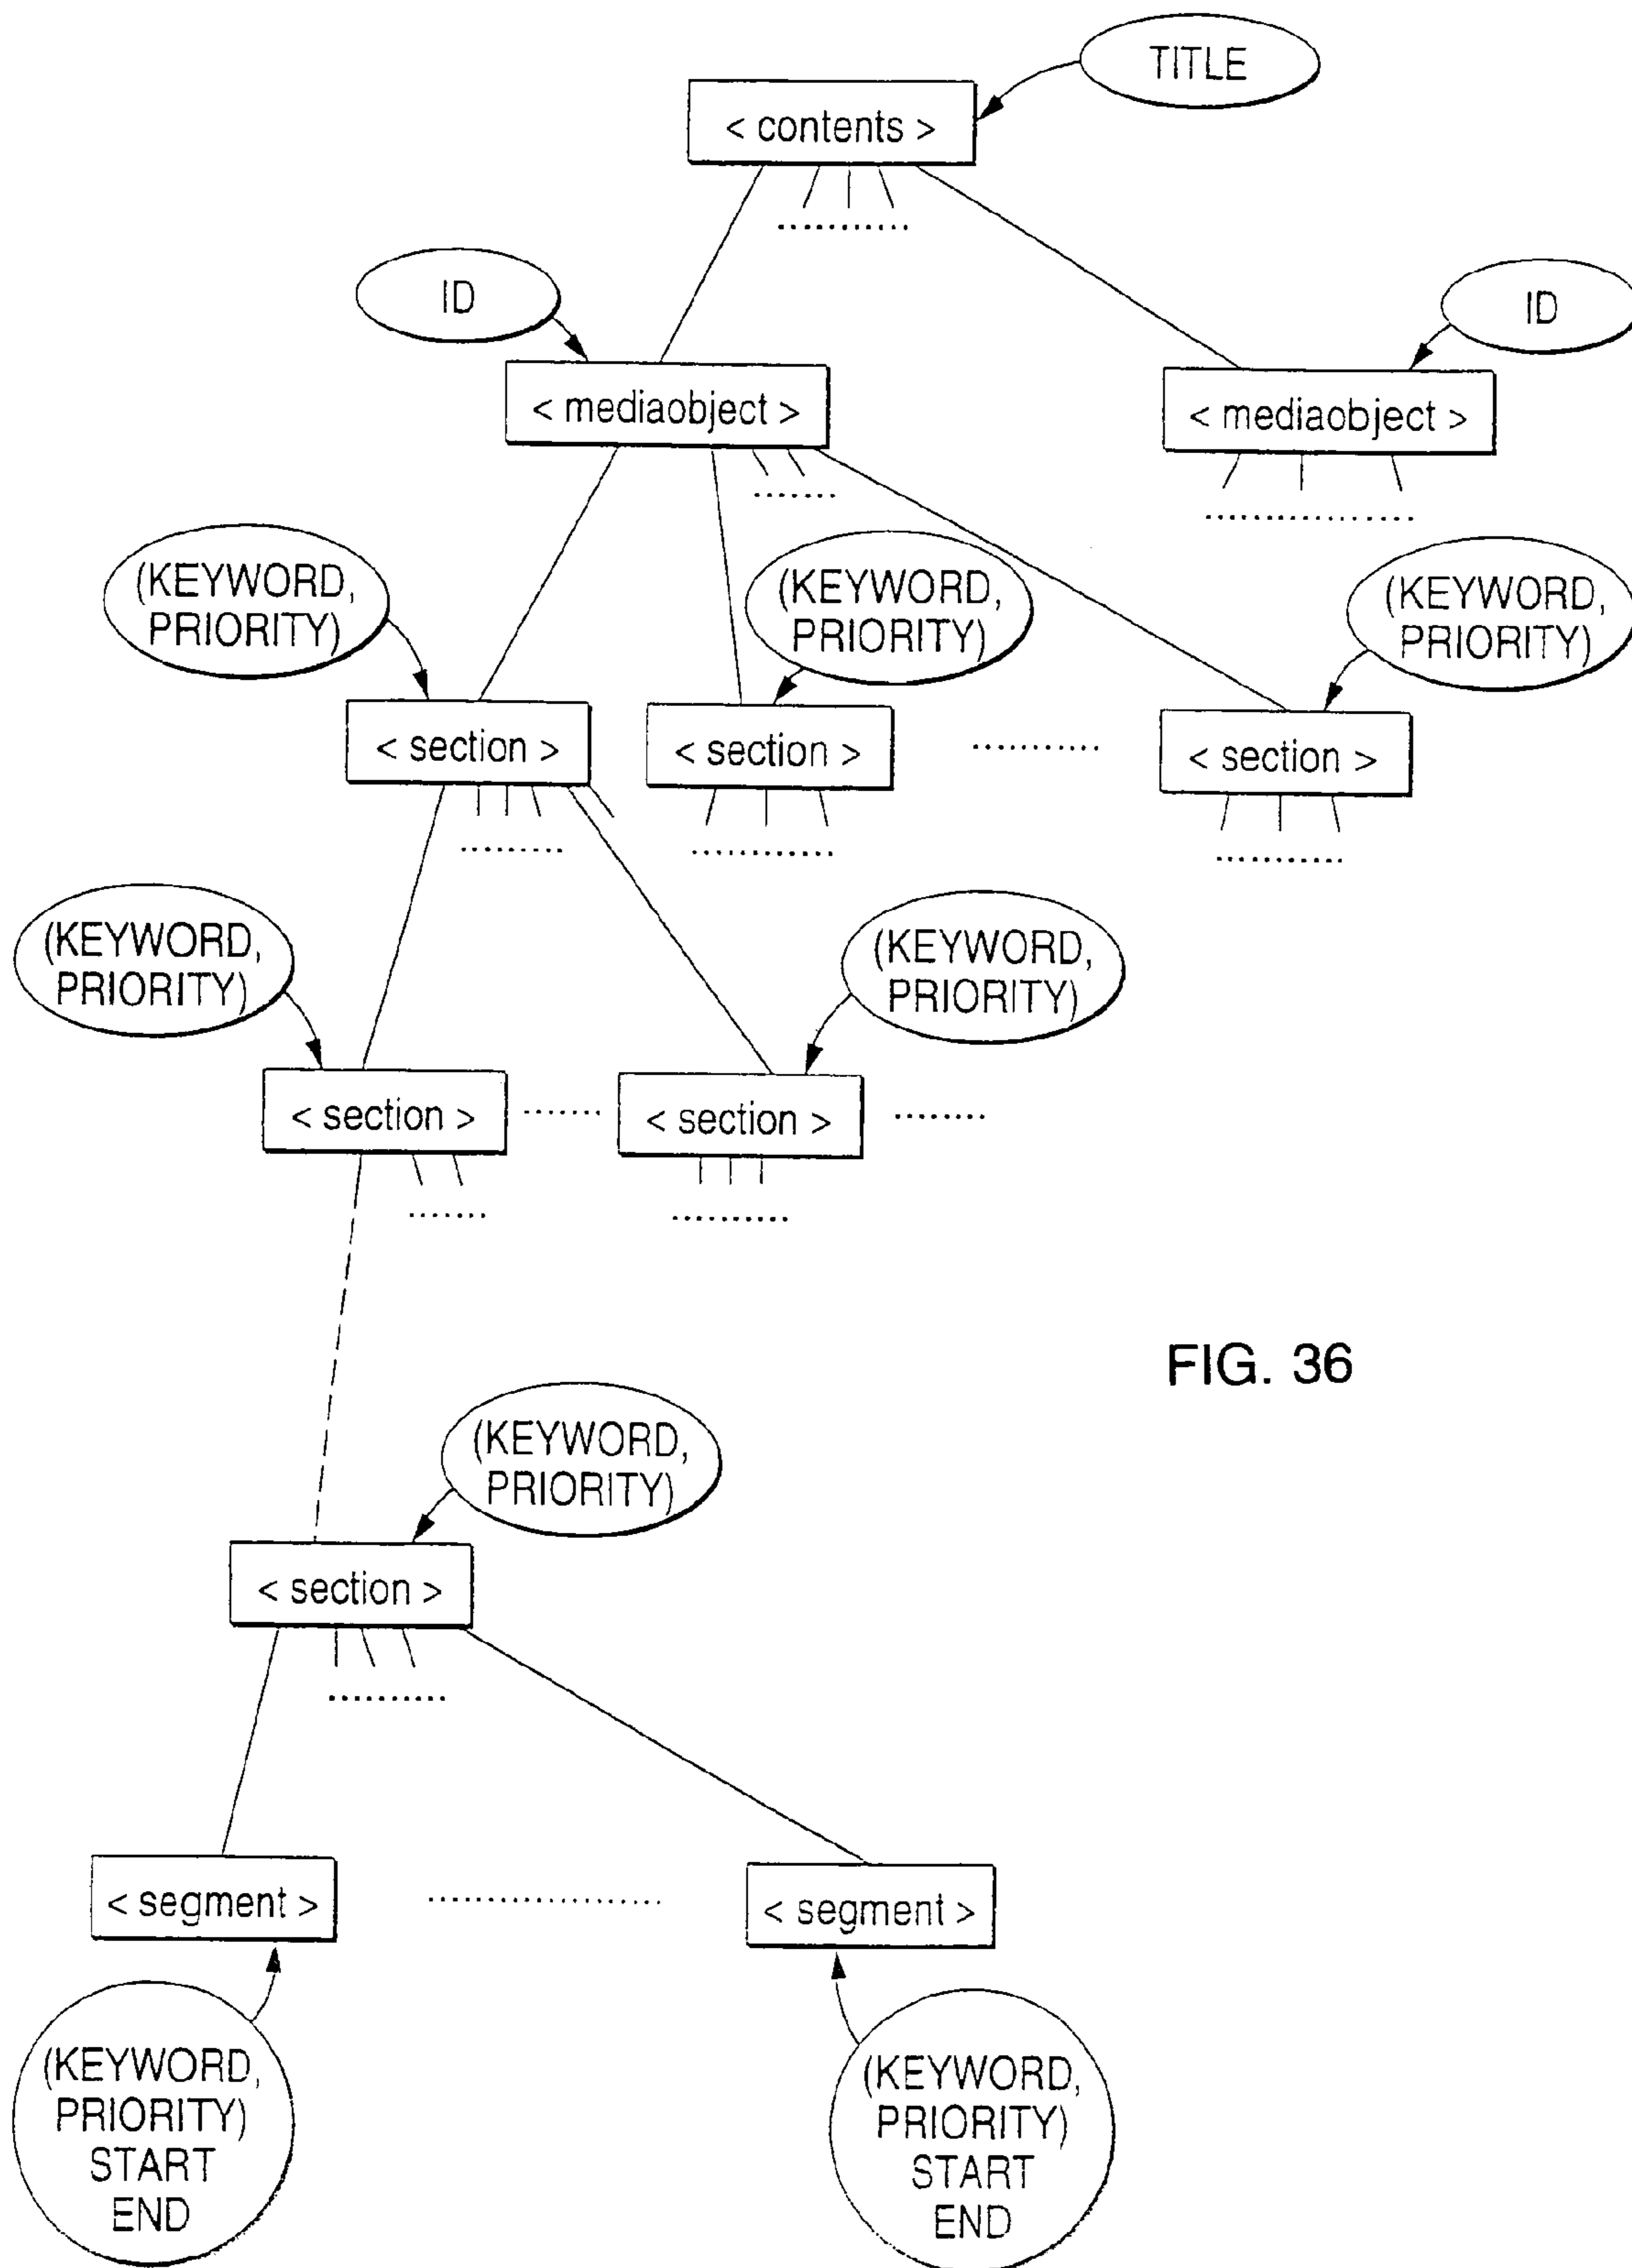 TITLE
< contents >
ID
ID
< mediaobject >
< mediaobject >
(KEYWORD,
PRIORITY)
(KEYWORD,
PRIORITY)
(KEYWORD,
PRIORITY)
< section >
< section >
< section >
(KEYWORD,
PRIORITY)
(KEYWORD,
PRIORITY)
< section >
< section >
FIG. 36
(KEYWORD,
PRIORITY)
< section >
< segment >
< segment >
(KEYWORD,
PRIORITY)
START
END
(KEYWORD,
PRIORITY)
START
END